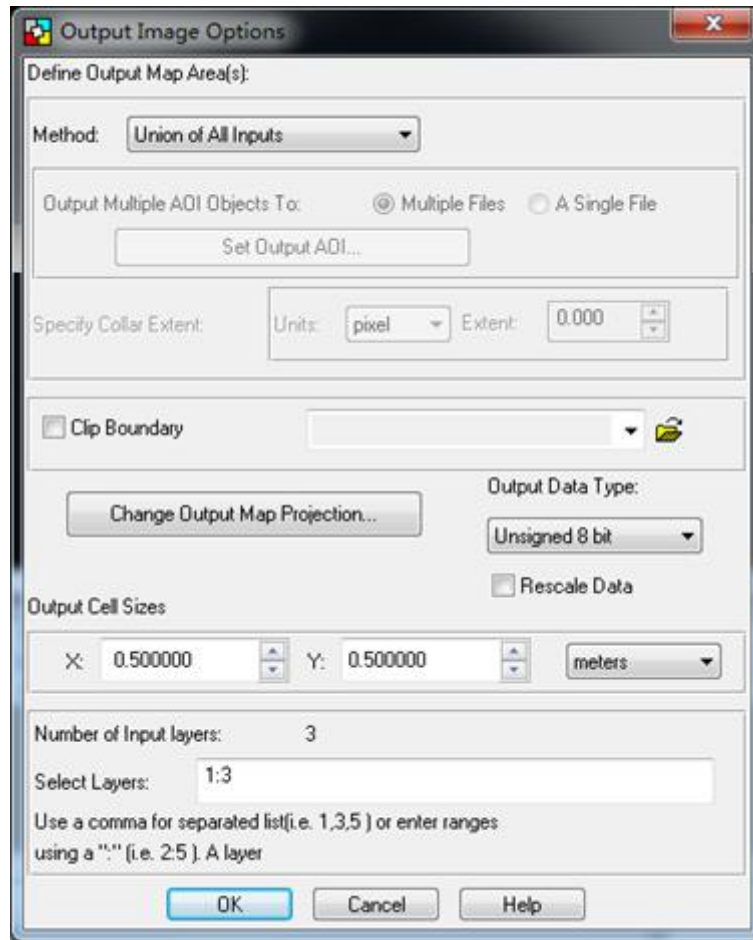 Output Image Options
Define Output Map Area(s):
Method: Union of All Inputs
Output Multiple AOI Objects To: Multiple Files A Single File
Set Output AOI...
Specify Collar Extent: Units: pixel Extent: 0.000
Clip Boundary
Output Data Type:
Change Output Map Projection...
Unsigned 8 bit
Rescale Data
Output Cell Sizes
X: 0.500000 Y: 0.500000 meters
Number of Input layers: 3
Select Layers: 1:3
Use a comma for separated list(i.e. 1,3,5 ) or enter ranges
using a ":" (i.e. 2:5 ). A layer
OK Cancel Help